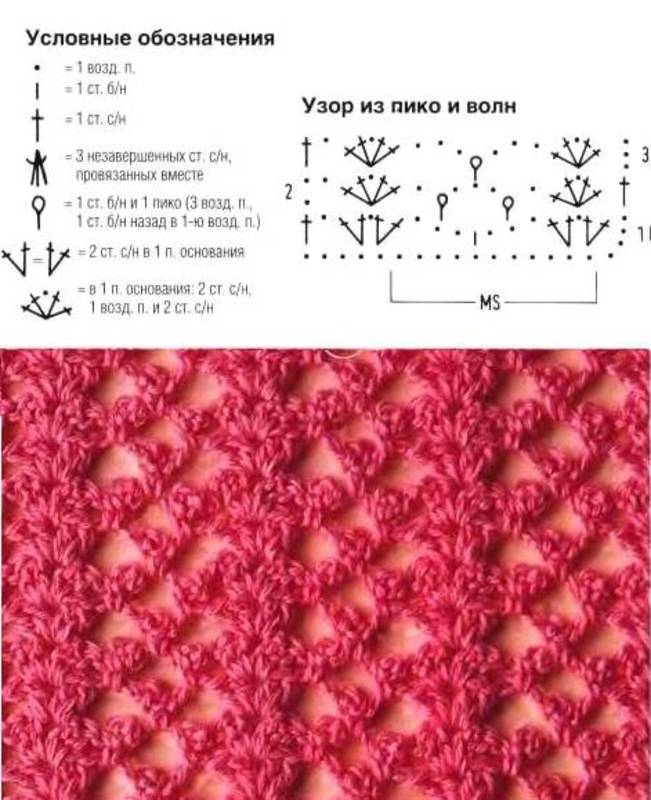 Условные обозначения
= 1 возд. п.
= 1 ст. б/н
= 1 ст. с/н
= 3 незавершенных ст. с/н,
провязанных вместе
= 1 ст. б/н и 1 пико (3 возд. п.,
1 ст. б/н назад в 1-ю возд. п.)
= = 2 ст. с/н в 1 п. основания
= в 1 п. основания: 2 ст. с/н,
1 возд. п. и 2 ст. с/н
Узор из пико и волн
3
2
1
MS